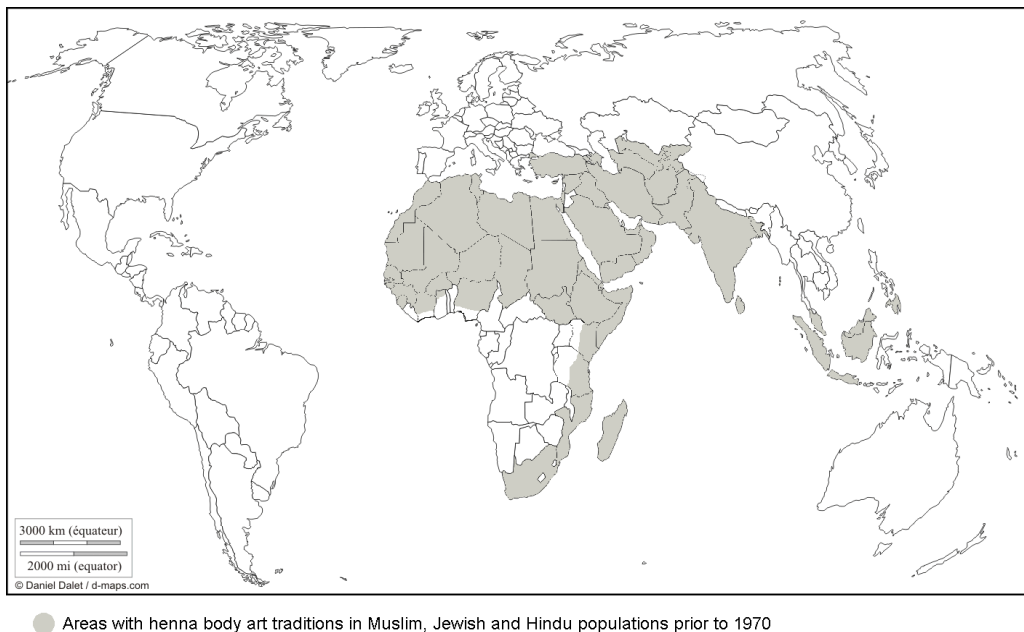 3000 km (équateur)
2000 mi (equator)
© Daniel Dalet / d-maps.com
Areas with henna body art traditions in Muslim, Jewish and Hindu populations prior to 1970